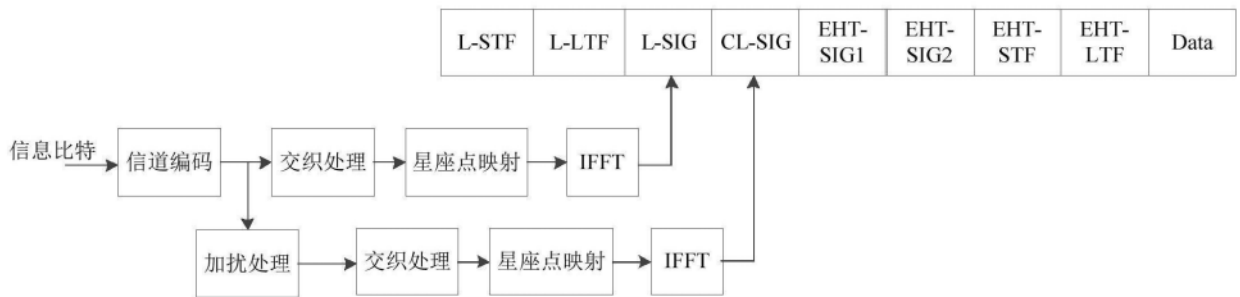 L-STF
L-LTF
L-SIG
CL-SIG
EHT-
SIG1
EHT-
SIG2
EHT-
STF
EHT-
LTF
Data
信息比特
信道编码
交织处理
星座点映射
IFFT
加扰处理
交织处理
星座点映射
IFFT